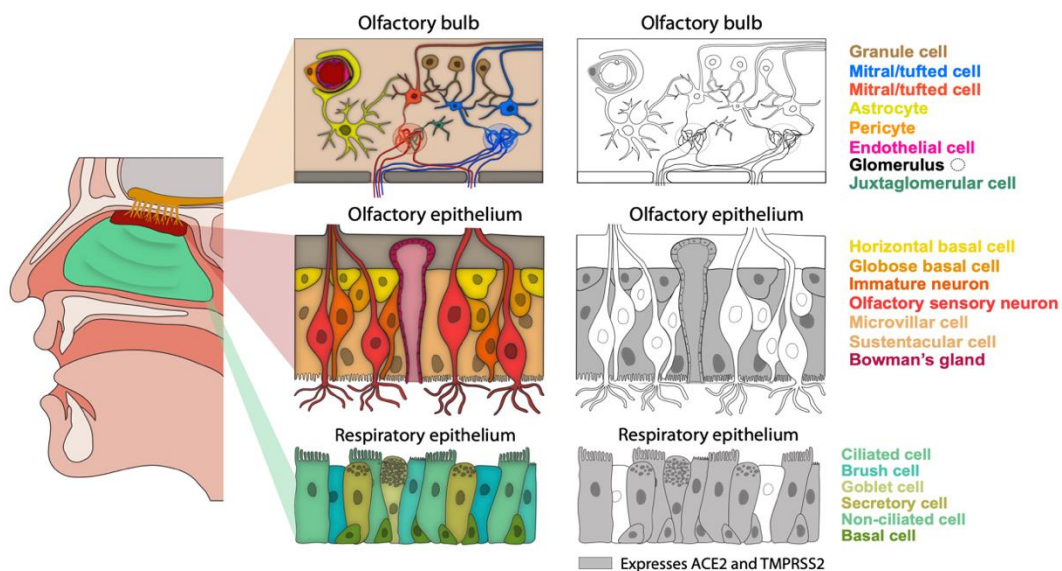 Olfactory bulb
Olfactory bulb
Granule cell
Mitral/tufted cell
Mitral/tufted cell
Astrocyte
Pericyte
Endothelial cell
Glomerulus
Juxtaglomerular cell
Olfactory epithelium
Olfactory epithelium
Horizontal basal cell
Globose basal cell
Immature neuron
Olfactory sensory neuron
Microvillar cell
Sustentacular cell
Bowman's gland
Respiratory epithelium
Respiratory epithelium
Ciliated cell
Brush cell
Goblet cell
Secretory cell
Non-ciliated cell
Basal cell
Expresses ACE2 and TMPRSS2